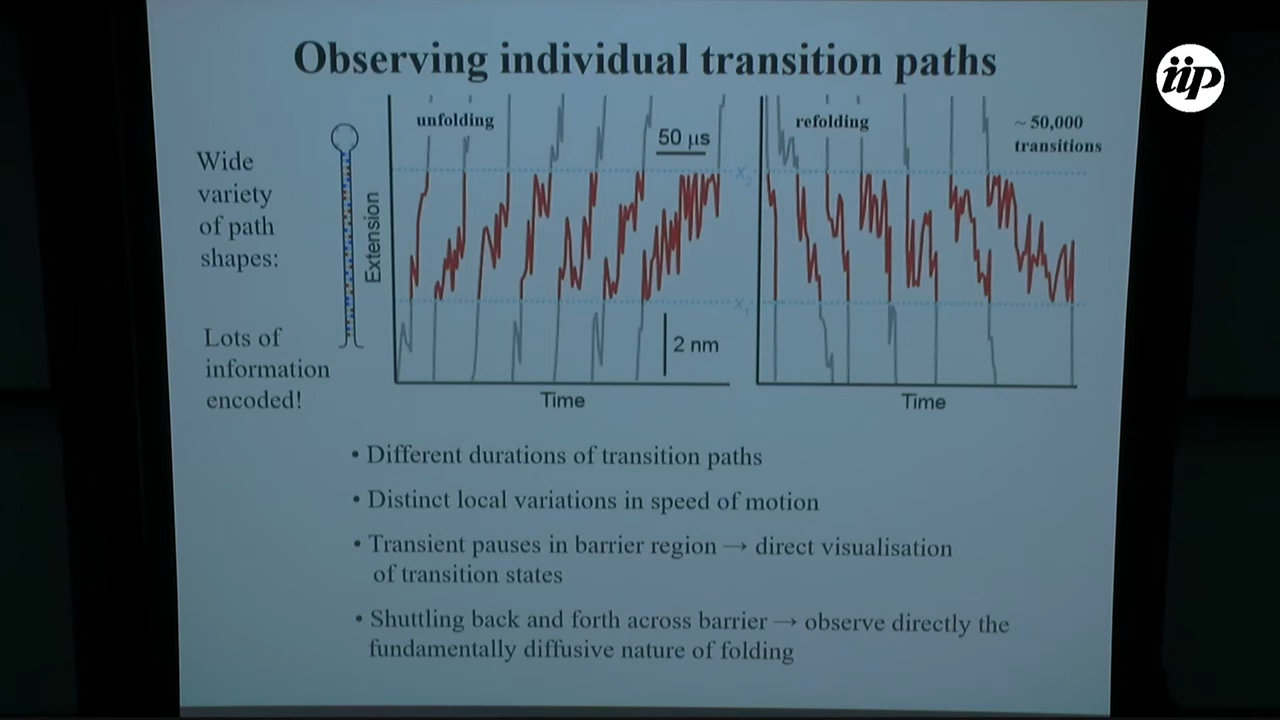 Observing individual transition paths
iip
Wide
variety
of path
shapes:
Lots of
information
encoded!
Extension
unfolding
50 μs
X₂
X₁
2 nm
Time
refolding
~ 50,000
transitions
Time
• Different durations of transition paths
• Distinct local variations in speed of motion
• Transient pauses in barrier region → direct visualisation
of transition states
• Shuttling back and forth across barrier → observe directly the
fundamentally diffusive nature of folding